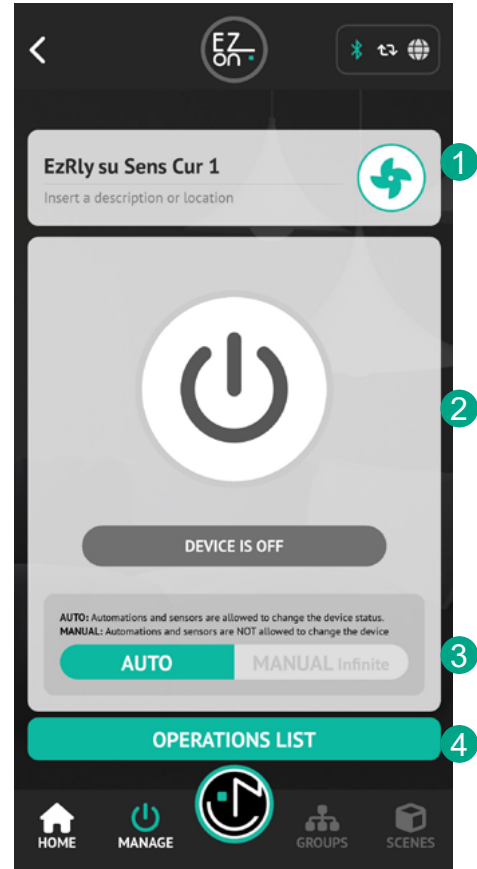 EZ
on
EzRly su Sens Cur 1
1
Insert a description or location
2
DEVICE IS OFF
AUTO: Automations and sensors are allowed to change the device status.
MANUAL: Automations and sensors are NOT allowed to change the device
AUTO MANUAL Infinite
3
OPERATIONS LIST
4
HOME MANAGE GROUPS SCENES